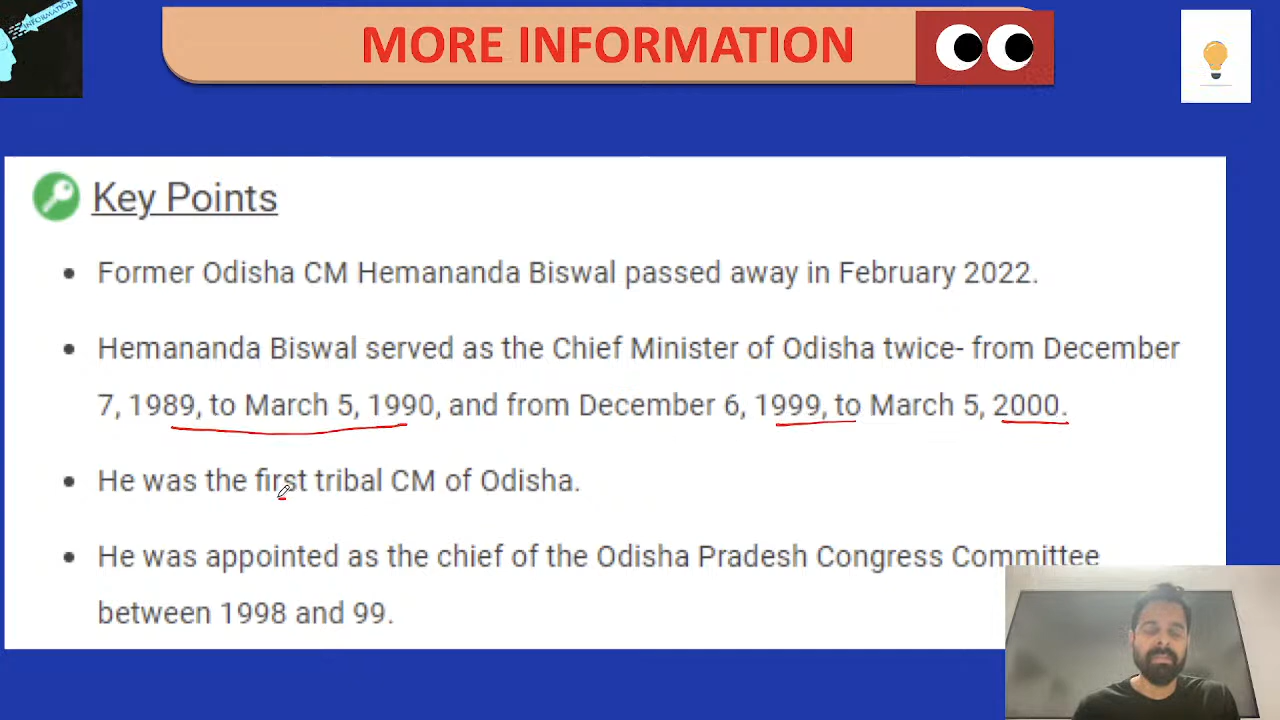 INFORMATION
MORE INFORMATION
Key Points
Former Odisha CM Hemananda Biswal passed away in February 2022.
Hemananda Biswal served as the Chief Minister of Odisha twice- from December
7, 1989, to March 5, 1990, and from December 6, 1999, to March 5, 2000.
He was the first tribal CM of Odisha.
He was appointed as the chief of the Odisha Pradesh Congress Committee
between 1998 and 99.